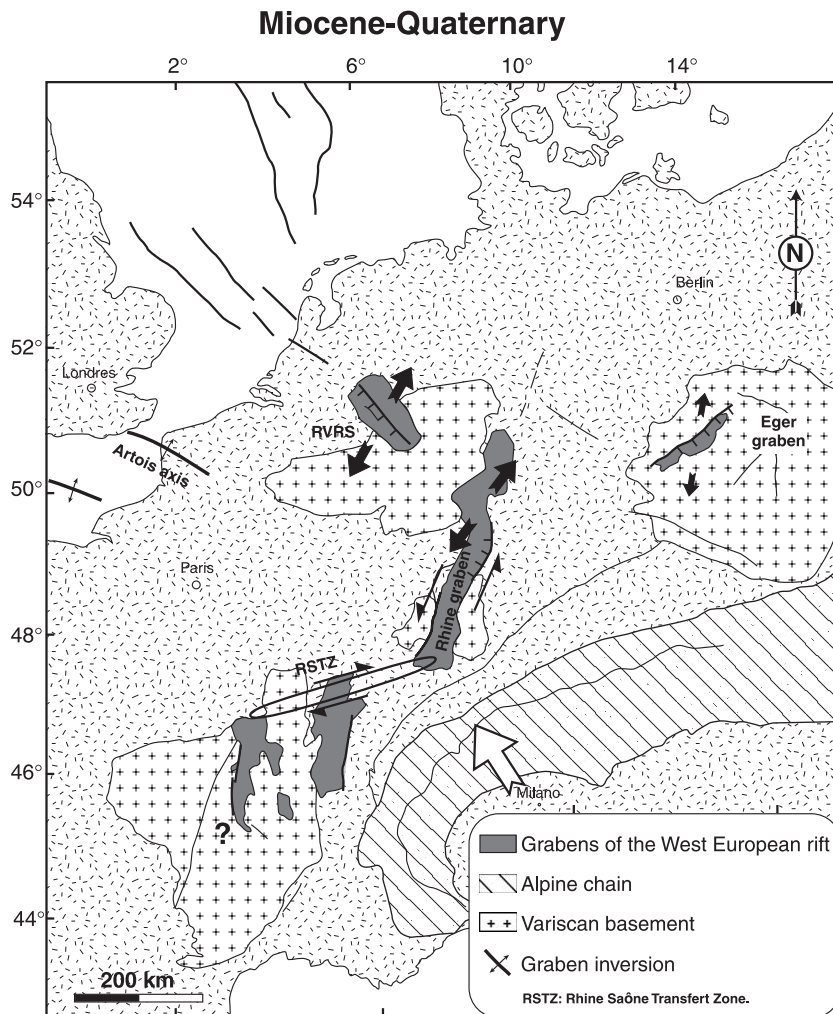 Miocene-Quaternary
2° 6° 10° 14°
54°
N
Berlin
52°
Londres
RVRS
Eger
graben
Artois axis
50°
Paris
Rhine graben
48°
RSTZ
46°
Milano
?
Grabens of the West European rift
Alpine chain
Variscan basement
44°
Graben inversion
200 km
RSTZ: Rhine Saône Transfert Zone.